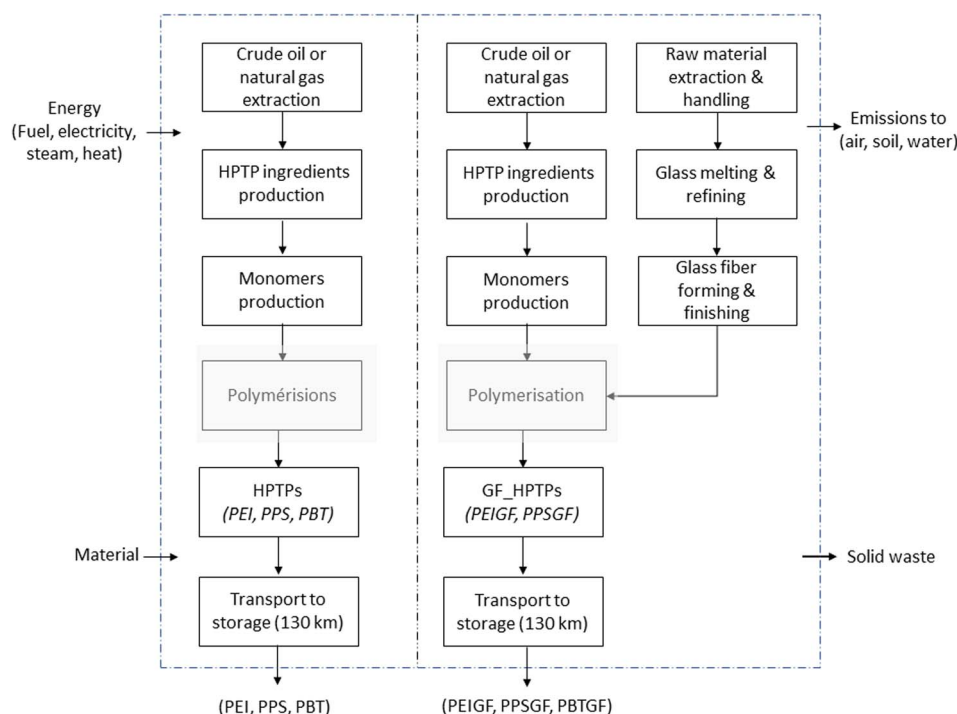 Crude oil or
natural gas
extraction
Crude oil or
natural gas
extraction
Raw material
extraction &
handling
Energy
(Fuel, electricity,
steam, heat)
Emissions to
(air, soil, water)
HPTP ingredients
production
HPTP ingredients
production
Glass melting &
refining
Monomers
production
Monomers
production
Glass fiber
forming &
finishing
Polymérisions
Polymerisation
HPTPs
(PEI, PPS, PBT)
GF_HPTPs
(PEIGF, PPSGF)
Material
Solid waste
Transport to
storage (130 km)
Transport to
storage (130 km)
(PEI, PPS, PBT)
(PEIGF, PPSGF, PBTGF)